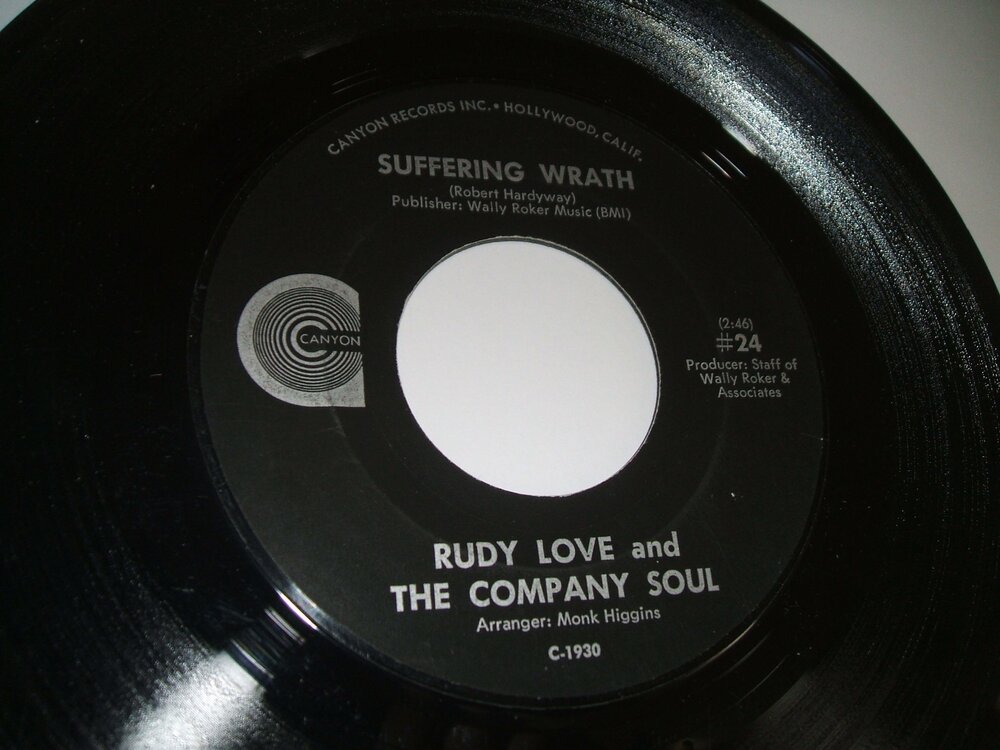 CANYON RECORDS INC. • HOLLYWOOD, CALIF.
SUFFERING WRATH
(Robert Hardyway)
Publisher: Wally Roker Music (BMI)
CANYON
(2:46)
#24
Producer: Staff of
Wally Roker &
Associates
RUDY LOVE and
THE COMPANY SOUL
Arranger: Monk Higgins
C-1930